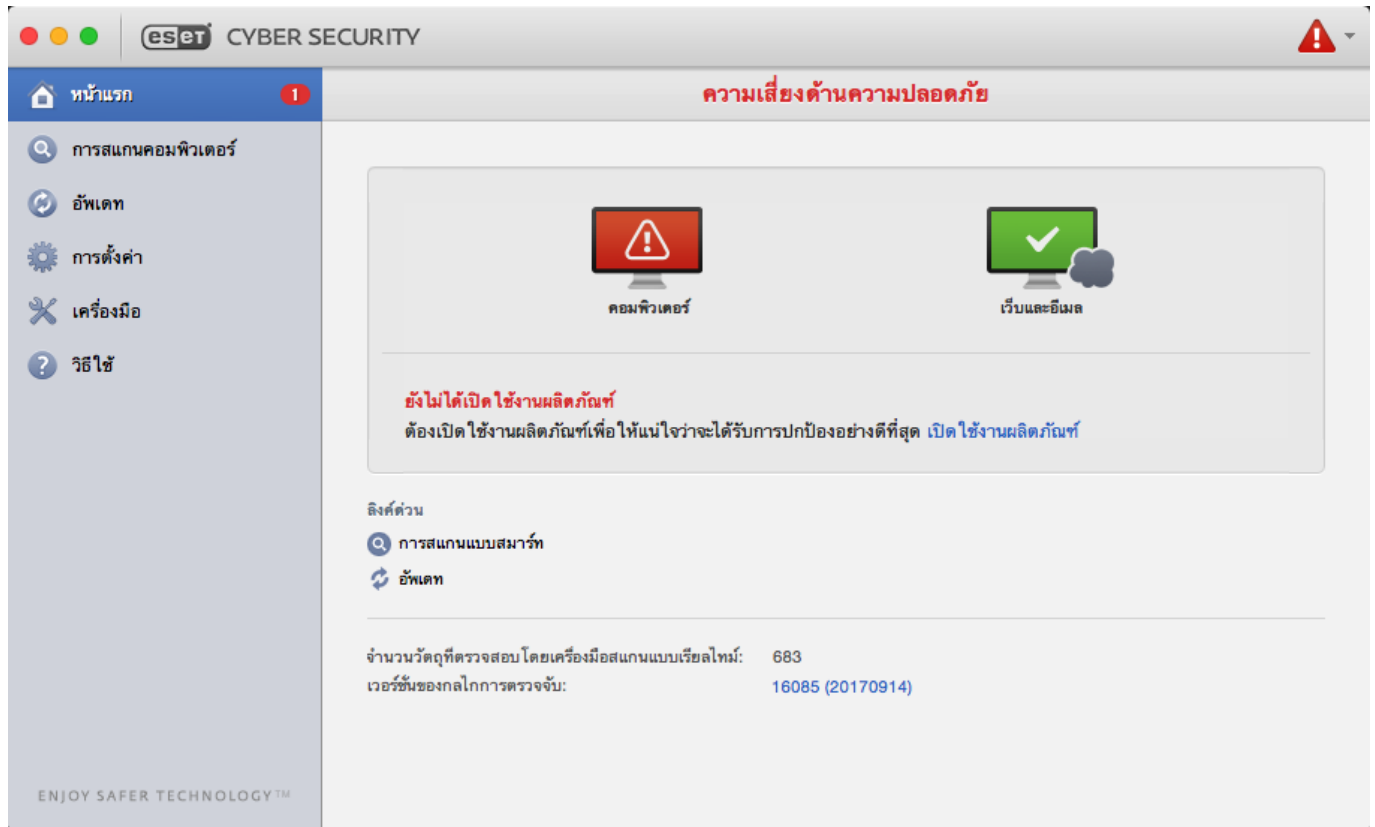 eset CYBER SECURITY
หน้าแรก 1
ความเสี่ยงด้านความปลอดภัย
การสแกนคอมพิวเตอร์
อัพเดท
การตั้งค่า
เครื่องมือ
วิธีใช้
คอมพิวเตอร์ เว็บและอีเมล
ยังไม่ได้เปิดใช้งานผลิตภัณฑ์
ต้องเปิดใช้งานผลิตภัณฑ์เพื่อให้แน่ใจว่าจะได้รับการปกป้องอย่างดีที่สุด เปิดใช้งานผลิตภัณฑ์
ลิงค์ด่วน
การสแกนแบบสมาร์ท
อัพเดท
จำนวนวัตถุที่ตรวจสอบโดยเครื่องมือสแกนแบบเรียลไทม์: 683
เวอร์ชันของกลไกการตรวจจับ: 16085 (20170914)
ENJOY SAFER TECHNOLOGY™